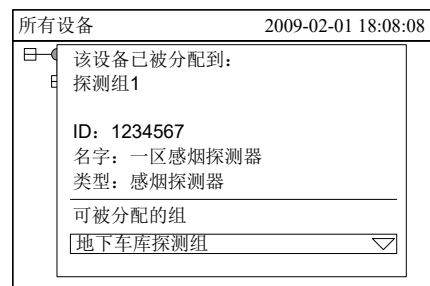 所有设备 2009-02-01 18:08:08
该设备已被分配到：
探测组1
ID：1234567
名字：一区感烟探测器
类型：感烟探测器
可被分配的组
地下车库探测组